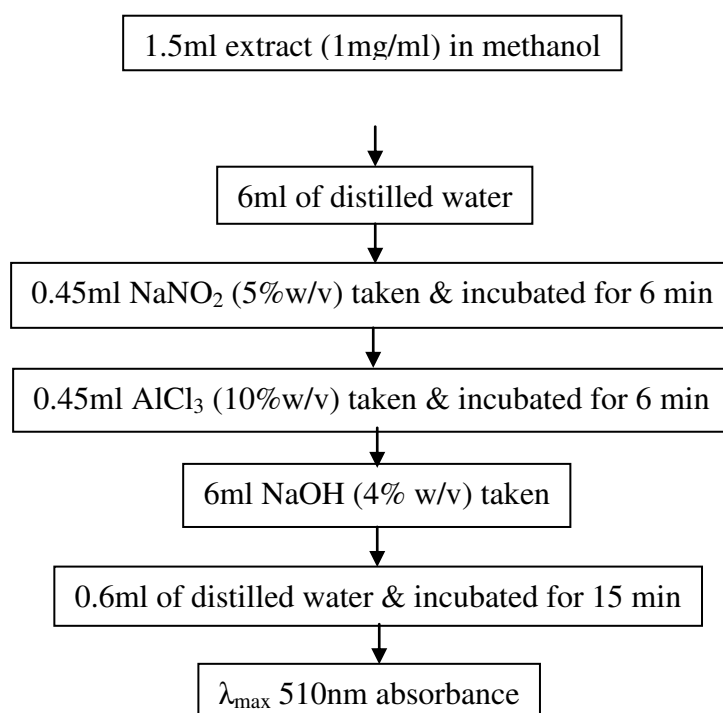 1.5ml extract (1mg/ml) in methanol
6ml of distilled water
0.45ml NaNO₂ (5%w/v) taken & incubated for 6 min
0.45ml AlCl₃ (10%w/v) taken & incubated for 6 min
6ml NaOH (4% w/v) taken
0.6ml of distilled water & incubated for 15 min
λmax 510nm absorbance